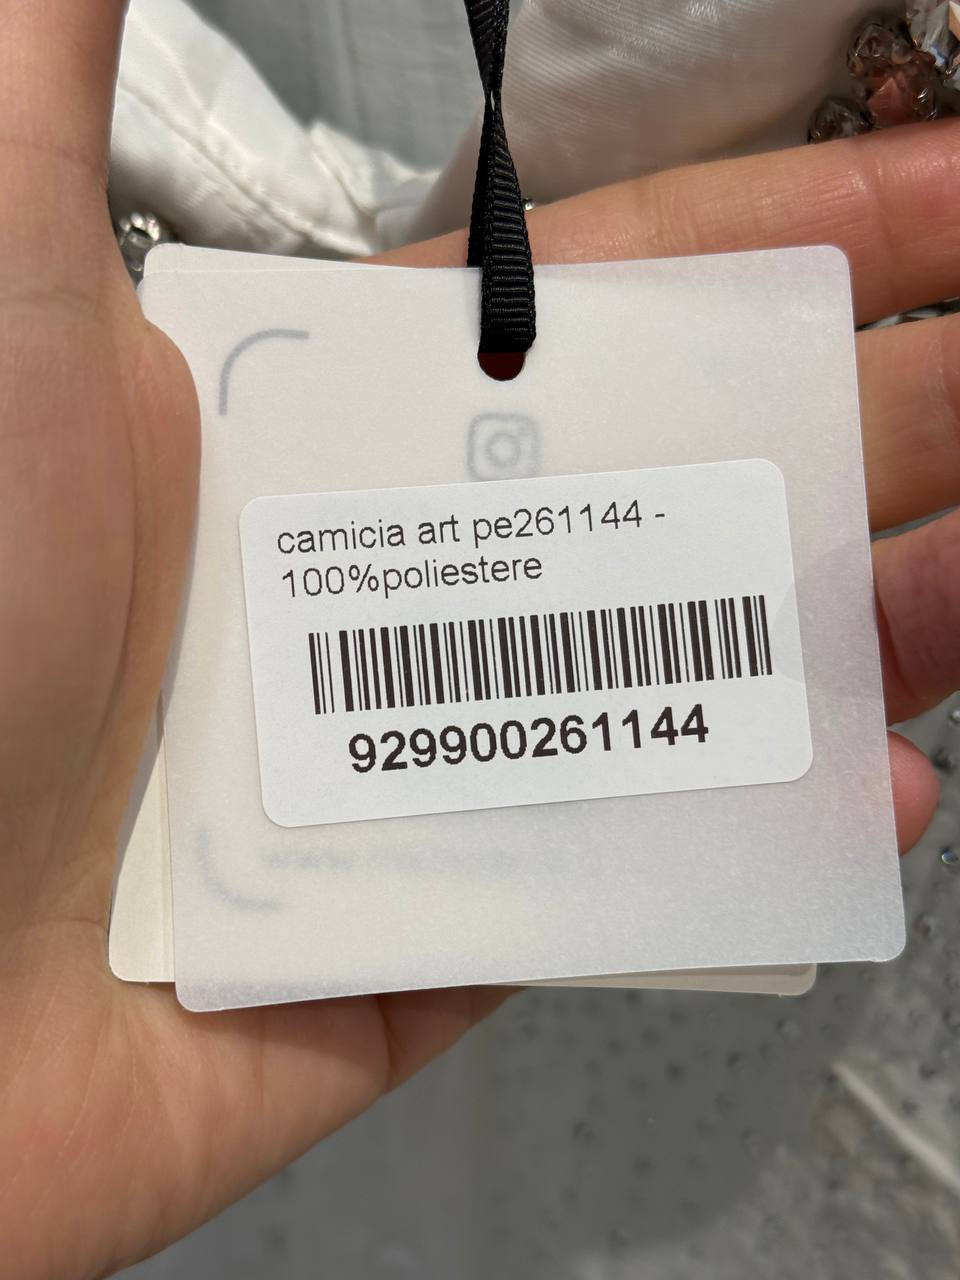 camicia art pe261144 -
100%poliestere
929900261144